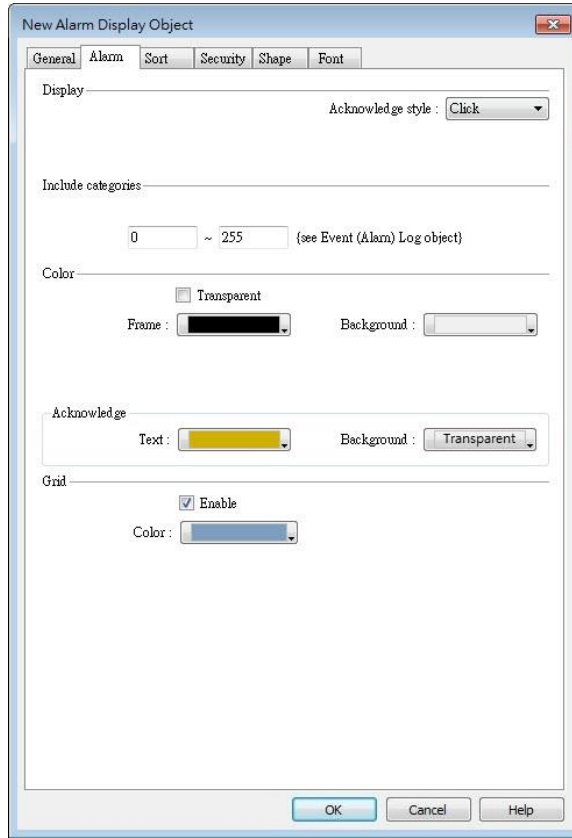 New Alarm Display Object
General Alarm Sort Security Shape Font
Display
Acknowledge style : Click
Include categories
0 ~ 255 {see Event (Alarm) Log object}
Color
Transparent
Frame : Background :
Acknowledge
Text : Background : Transparent
Grid
Enable
Color :
OK Cancel Help